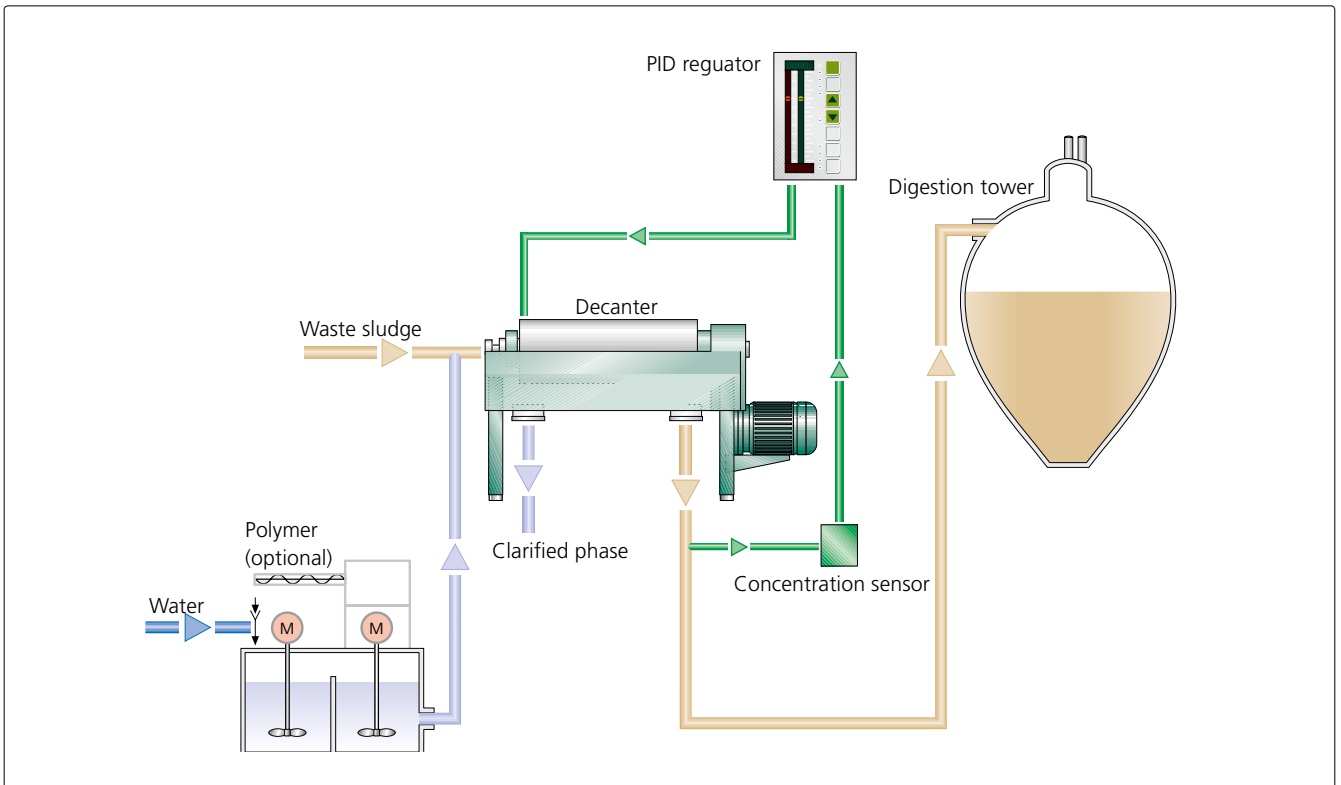 PID reguator
Digestion tower
Decanter
Waste sludge
Clarified phase
Concentration sensor
Polymer
(optional)
Water
M
M